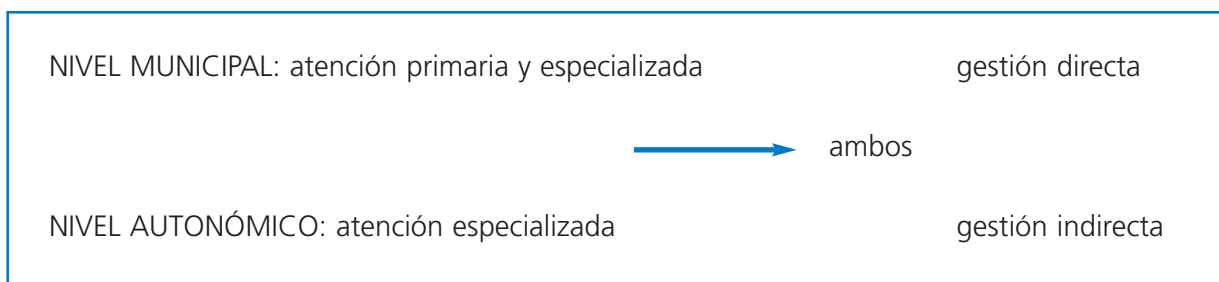 NIVEL MUNICIPAL: atención primaria y especializada gestión directa
ambos
NIVEL AUTONÓMICO: atención especializada gestión indirecta